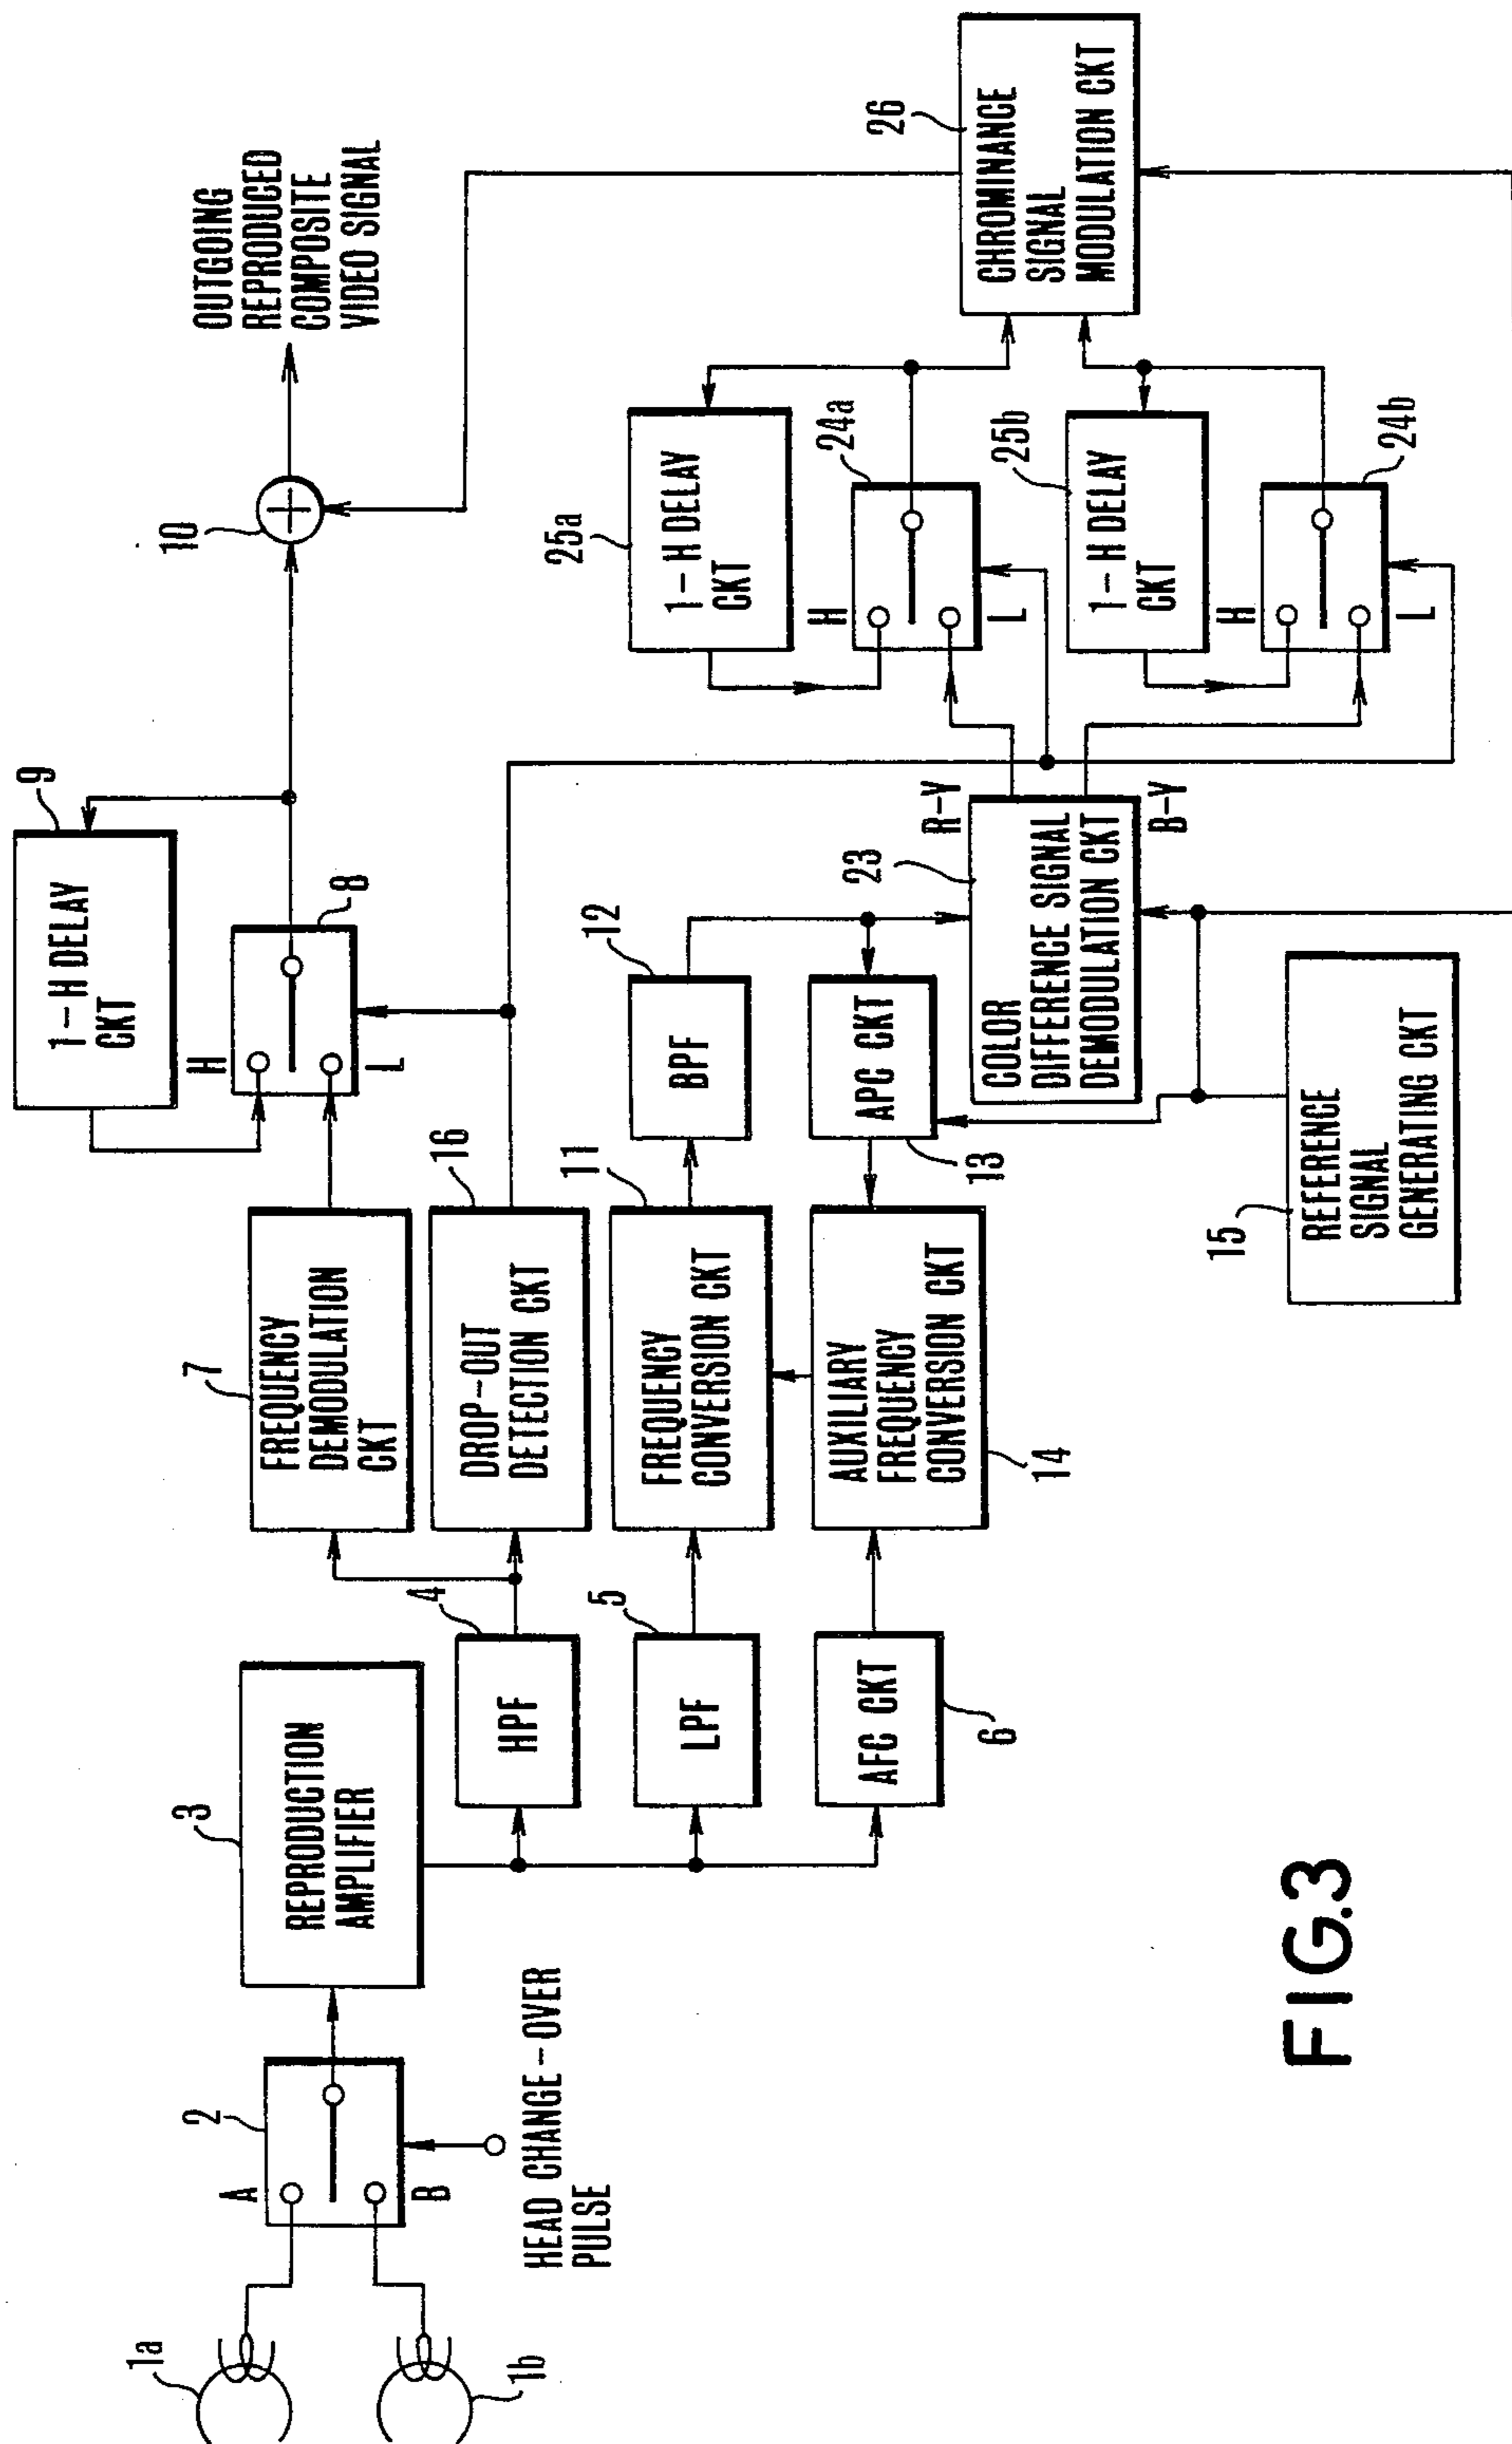 1a
1b
2
A
B
HEAD CHANGE-OVER
PULSE
3
REPRODUCTION
AMPLIFIER
4
HPF
5
LPF
6
AFC CKT
7
FREQUENCY
DEMODULATION
CKT
16
DROP-OUT
DETECTION CKT
11
FREQUENCY
CONVERSION CKT
AUXILIARY
FREQUENCY
CONVERSION CKT
14
9
1-H DELAY
CKT
8
H
L
12
BPF
APC CKT
13
23
COLOR
DIFFERENCE SIGNAL
DEMODULATION CKT
R-Y
B-Y
15
REFERENCE
SIGNAL
GENERATING CKT
10
OUTGOING
REPRODUCED
COMPOSITE
VIDEO SIGNAL
25a
1-H DELAY
CKT
24a
H
L
25b
1-H DELAY
CKT
24b
H
L
26
CHROMINANCE
SIGNAL
MODULATION CKT
FIG.3